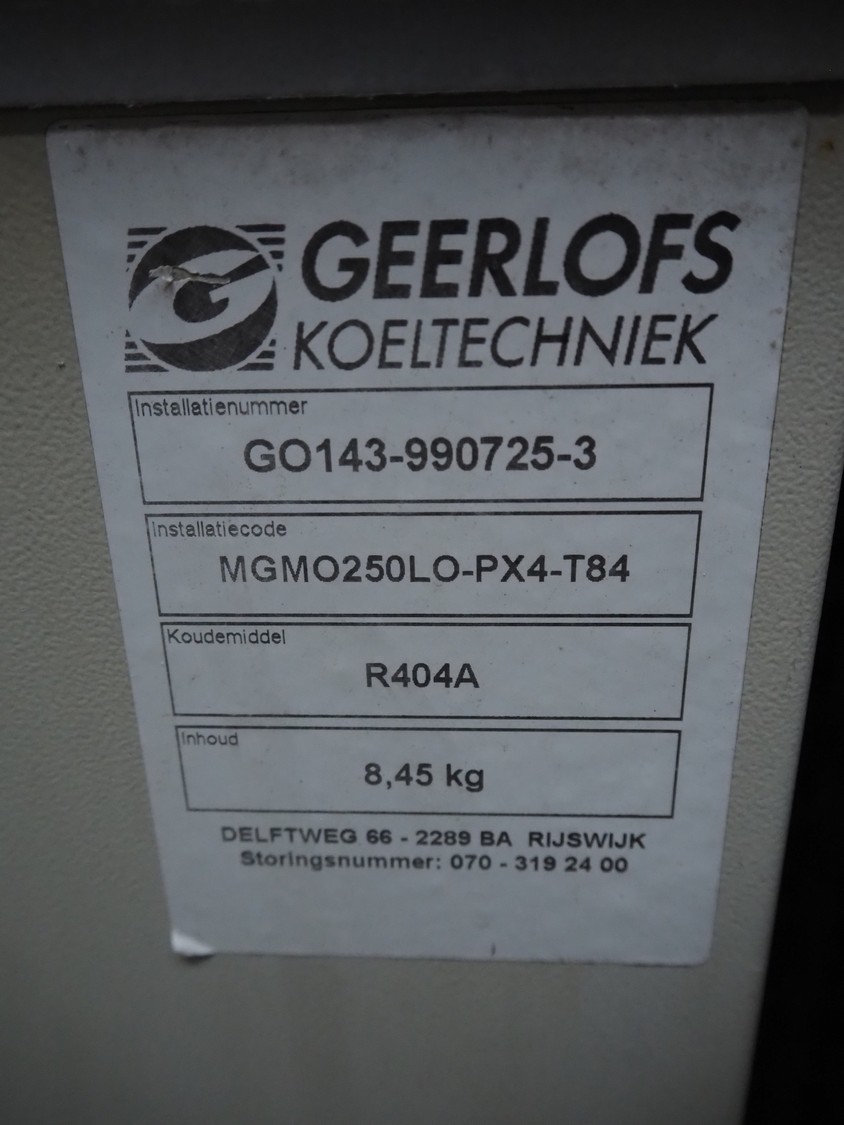 GEERLOFS
KOELTECHNIEK
Installatienummer
GO143-990725-3
Installatiecode
MGMO250LO-PX4-T84
Koudemiddel
R404A
Inhoud
8,45 kg
DELFTWEG 66 - 2289 BA RIJSWIJK
Storingsnummer: 070 - 319 24 00